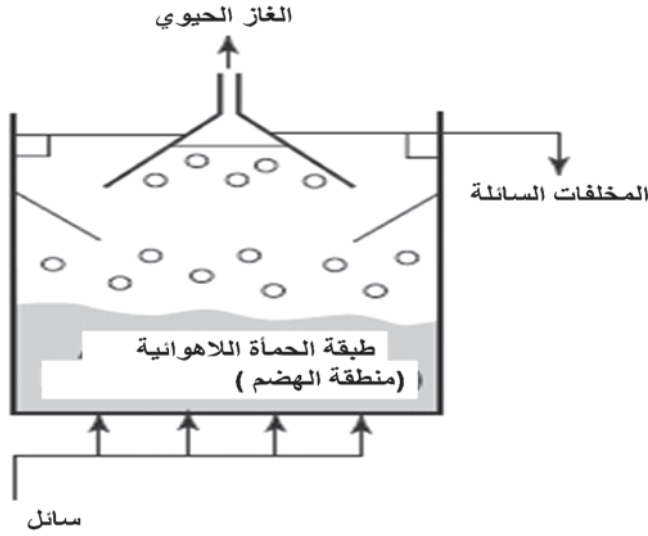 الغاز الحيوي
المخلفات السائلة
طبقة الحمأة اللاهوائية
(منطقة الهضم )
سائل